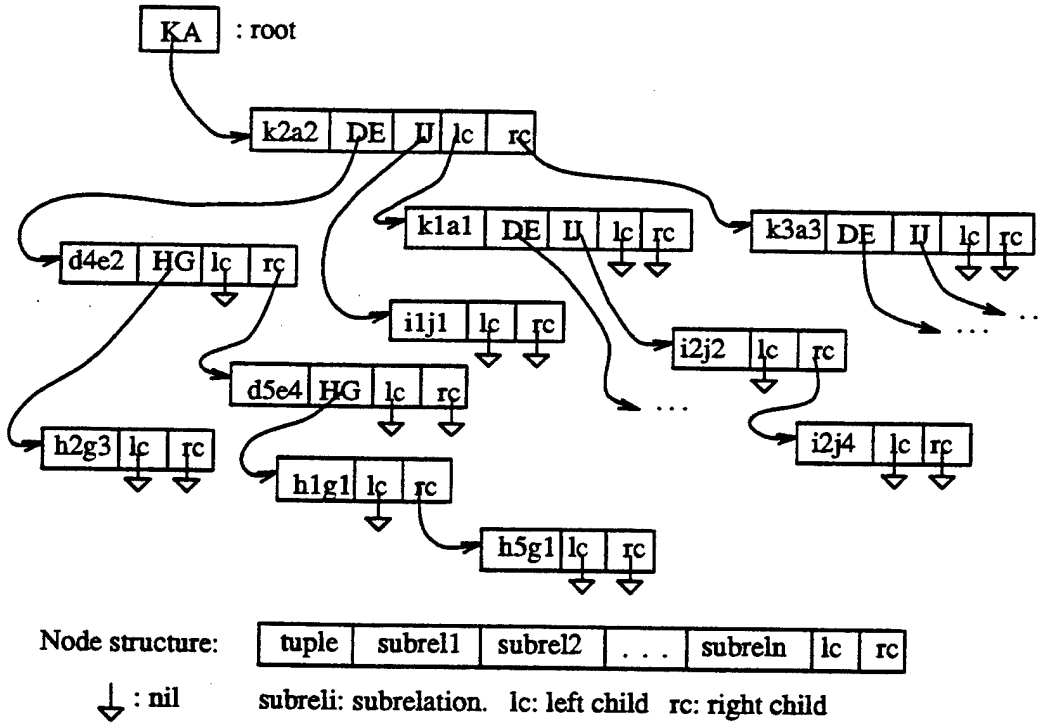 KA : root
k2a2 DE IJ lc rc
k1a1 DE IJ lc rc
k3a3 DE IJ lc rc
d4e2 HG lc rc
i1j1 lc rc
... ..
i2j2 lc rc
d5e4 HG lc rc
...
h2g3 lc rc
i2j4 lc rc
h1g1 lc rc
h5g1 lc rc
Node structure: tuple subrel1 subrel2 . . . subreln lc rc
: nil subreli: subrelation. lc: left child rc: right child